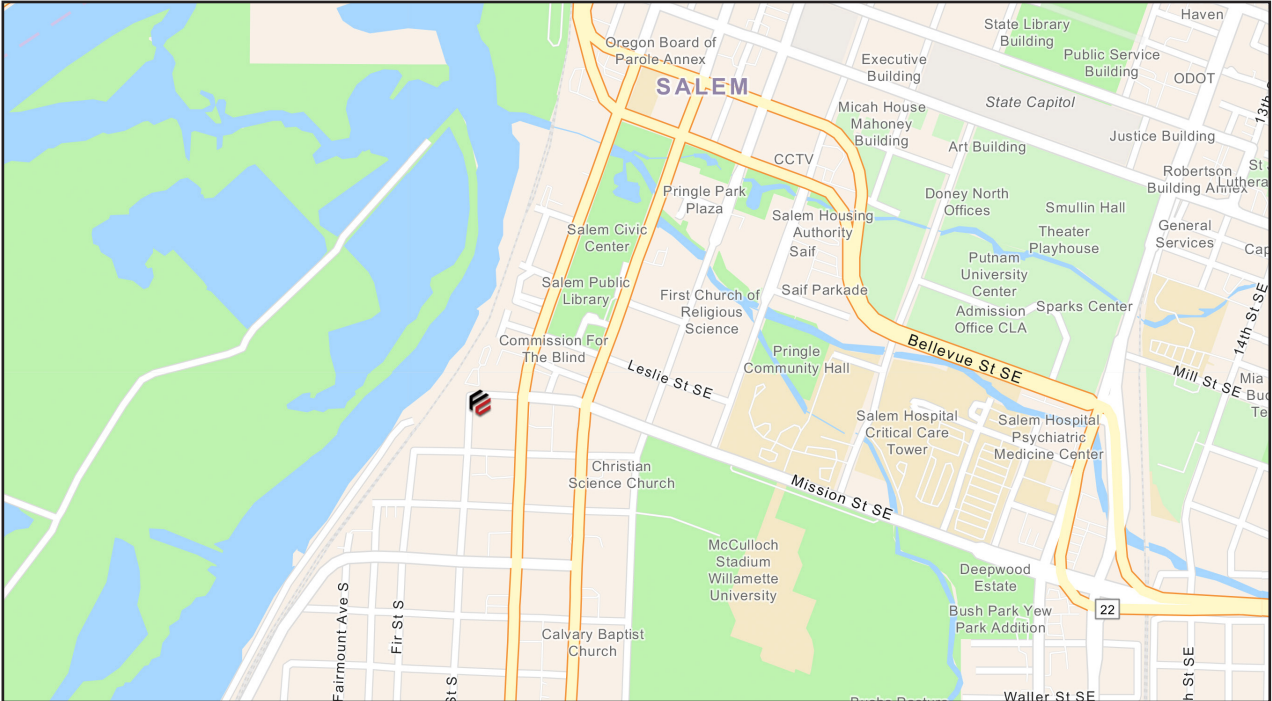 State Library
Building
Haven
Oregon Board of
Parole Annex
Public Service
Building
Executive
Building
ODOT
SALEM
State Capitol
Micah House
Mahoney
Building
13th
Justice Building
Art Building
CCTV
Robertson
Building Annex
St
Luthera
Pringle Park
Plaza
Doney North
Offices
Smullin Hall
Salem Housing
Authority
Salem Civic
Center
Theater
Playhouse
General
Services
Saif
Cap
Putnam
University
Center
Salem Public
Library
Saif Parkade
First Church of
Religious
Science
Sparks Center
Admission
Office CLA
14th St SE
Commission For
The Blind
Bellevue St SE
Pringle
Community Hall
Leslie St SE
Mill St SE
Mia
Salem Hospital
Critical Care
Tower
Salem Hospital
Psychiatric
Medicine Center
Christian
Science Church
Mission St SE
McCulloch
Stadium
Willamette
University
Deepwood
Estate
22
Bush Park Yew
Park Addition
Fairmount Ave S
Fir St S
Calvary Baptist
Church
St S
h St SE
Waller St SE